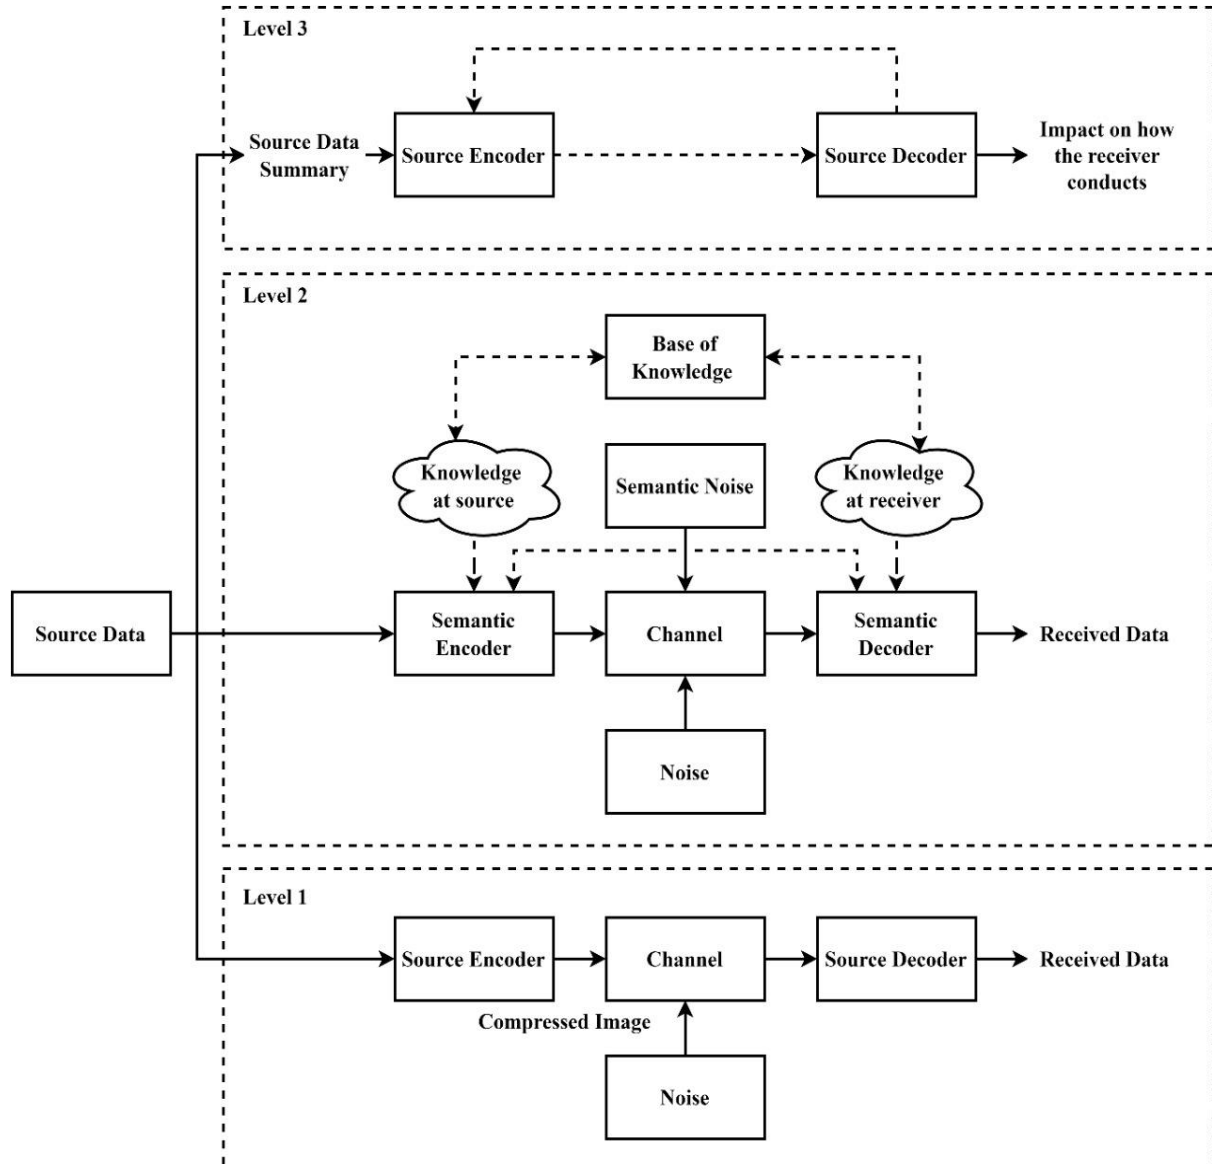 Level 3
Source Data
Summary
Source Encoder
Source Decoder
Impact on how
the receiver
conducts
Level 2
Base of
Knowledge
Knowledge
at source
Semantic Noise
Knowledge
at receiver
Source Data
Semantic
Encoder
Channel
Semantic
Decoder
Received Data
Noise
Level 1
Source Encoder
Channel
Source Decoder
Received Data
Compressed Image
Noise